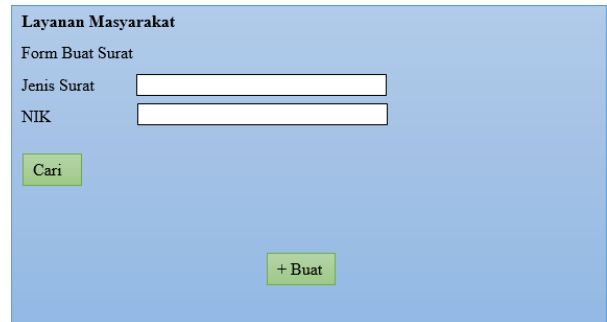 Layanan Masyarakat
Form Buat Surat
Jenis Surat
NIK
Cari
+ Buat